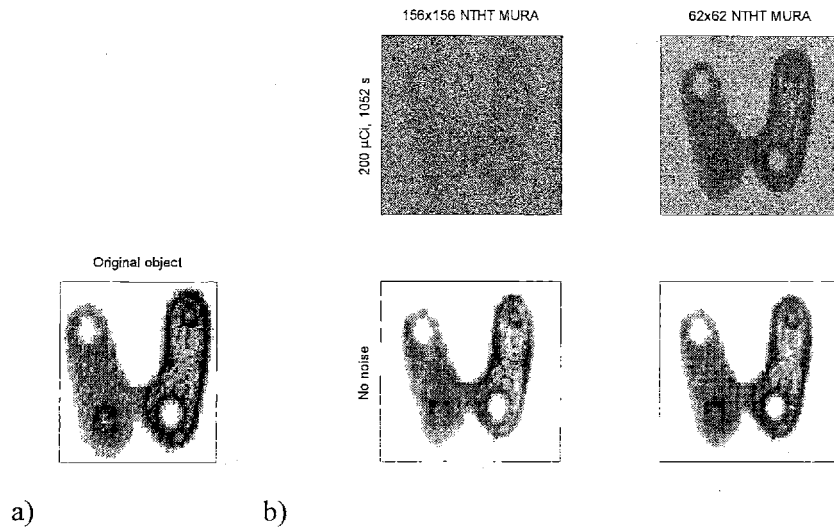 156x156 NTHT MURA
62x62 NTHT MURA
200 µCi, 1052 s
Original object
No noise
a)
b)